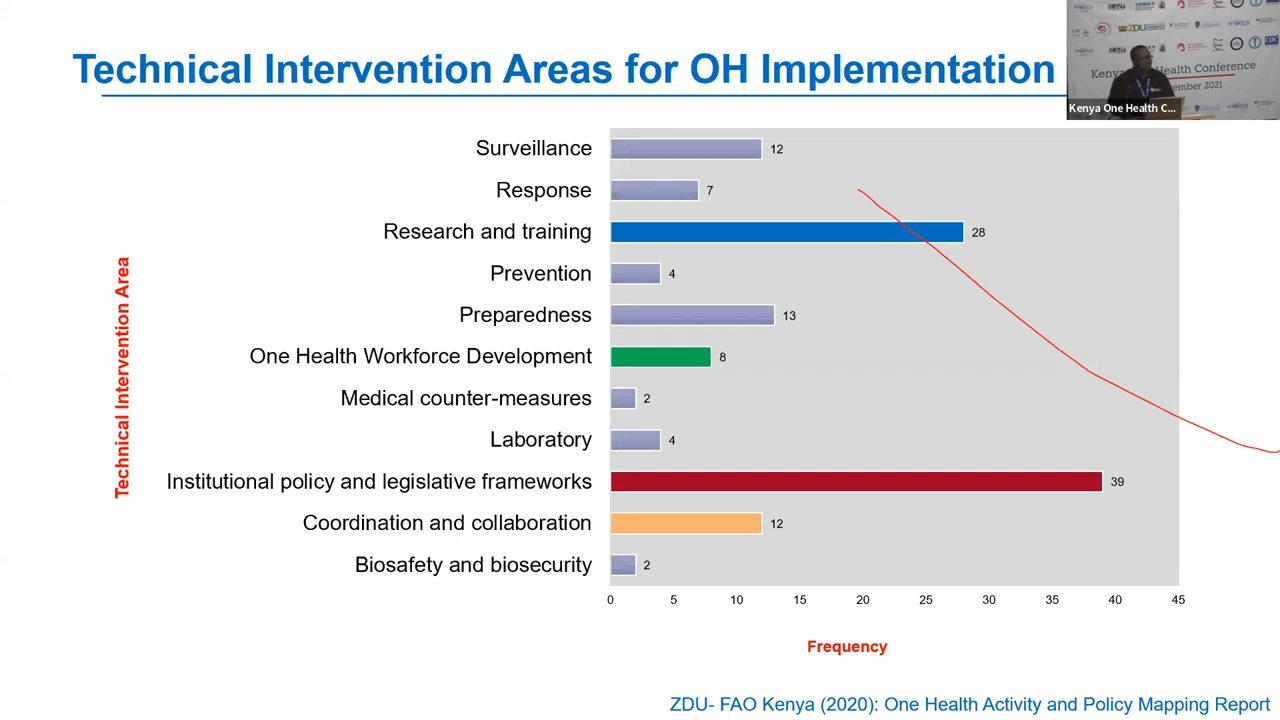 Technical Intervention Areas for OH Implementation
Kenya One Health C...
Surveillance
12
Response
7
Research and training
28
Prevention
4
Preparedness
13
One Health Workforce Development
8
Medical counter-measures
2
Laboratory
4
Institutional policy and legislative frameworks
39
Coordination and collaboration
12
Biosafety and biosecurity
2
Technical Intervention Area
0 5 10 15 20 25 30 35 40 45
Frequency
ZDU- FAO Kenya (2020): One Health Activity and Policy Mapping Report
ZDU
Health Conference
2021